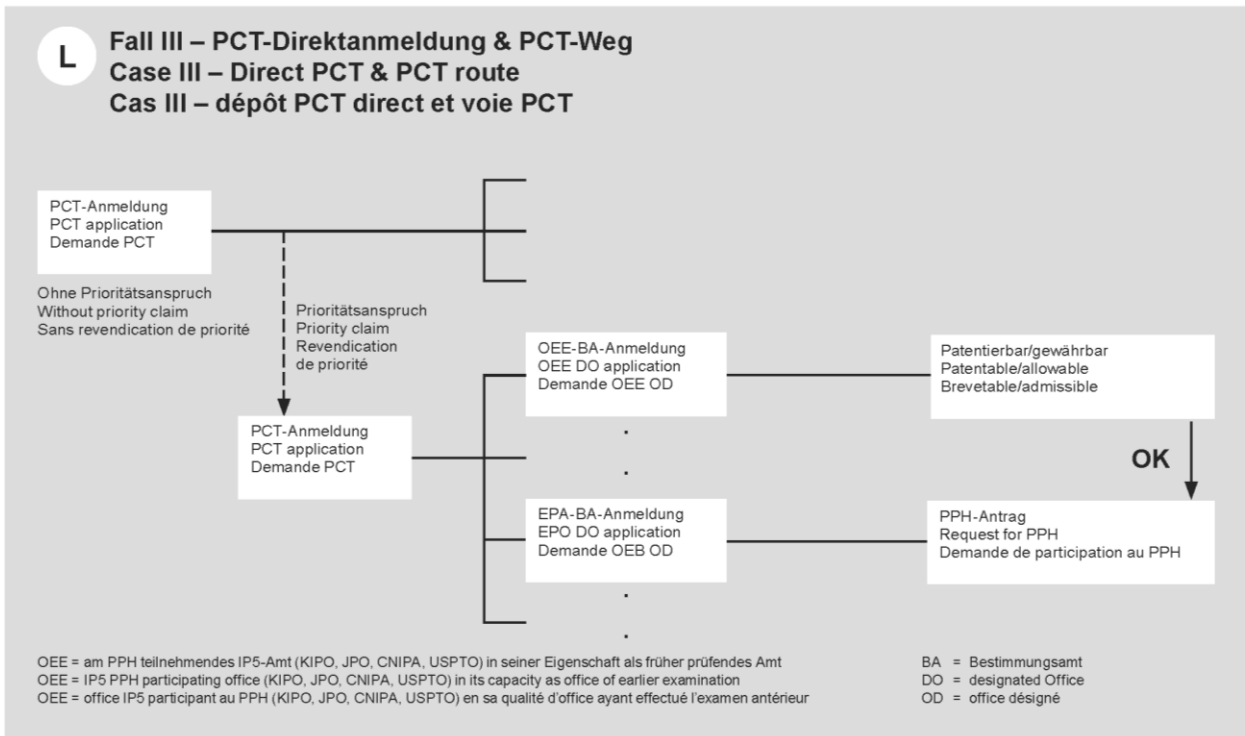 L
Fall III – PCT-Direktanmeldung & PCT-Weg
Case III – Direct PCT & PCT route
Cas III – dépôt PCT direct et voie PCT
PCT-Anmeldung
PCT application
Demande PCT
Ohne Prioritätsanspruch
Without priority claim
Sans revendication de priorité
Prioritätsanspruch
Priority claim
Revendication
de priorité
PCT-Anmeldung
PCT application
Demande PCT
OEE-BA-Anmeldung
OEE DO application
Demande OEE OD
Patentierbar/gewährbar
Patentable/allowable
Brevetable/admissible
OK
EPA-BA-Anmeldung
EPO DO application
Demande OEB OD
PPH-Antrag
Request for PPH
Demande de participation au PPH
OEE = am PPH teilnehmendes IP5-Amt (KIPO, JPO, CNIPA, USPTO) in seiner Eigenschaft als früher prüfendes Amt
OEE = IP5 PPH participating office (KIPO, JPO, CNIPA, USPTO) in its capacity as office of earlier examination
OEE = office IP5 participant au PPH (KIPO, JPO, CNIPA, USPTO) en sa qualité d'office ayant effectué l'examen antérieur
BA = Bestimmungsamt
DO = designated Office
OD = office désigné